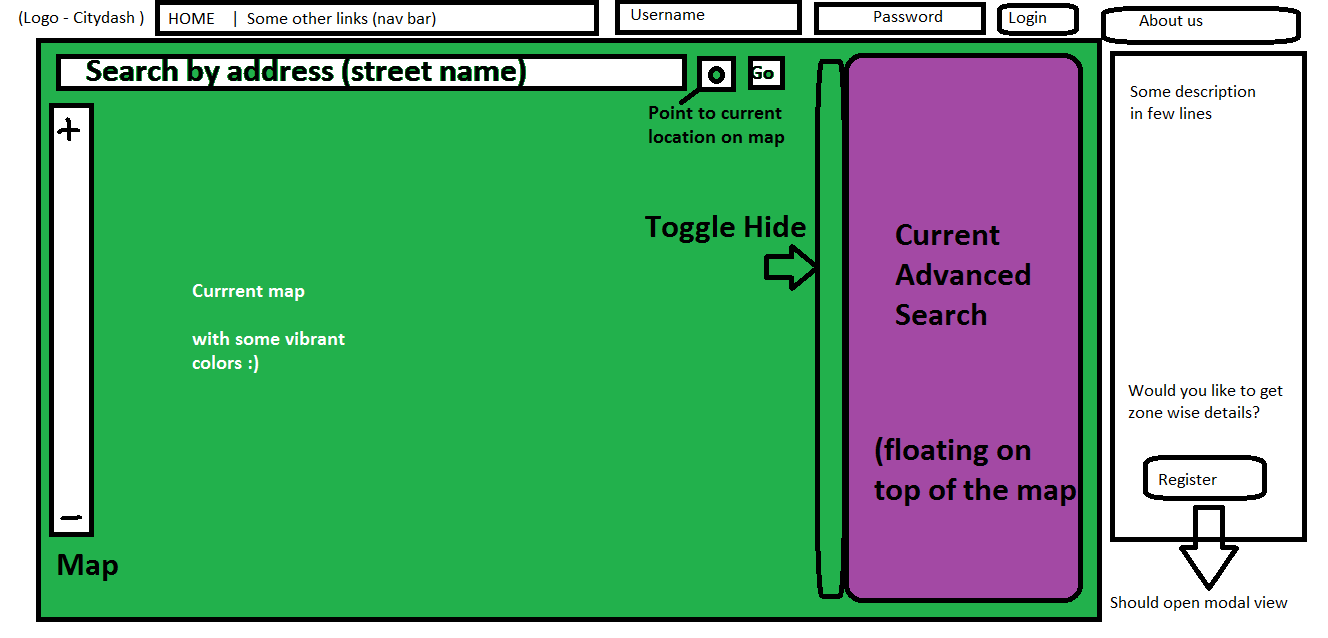 (Logo - Citydash )
HOME | Some other links (nav bar)
Username
Password
Login
About us
Search by address (street name)
Go
Point to current
location on map
+
Toggle Hide
Currrent map
with some vibrant
colors :)
−
Map
Current
Advanced
Search
(floating on
top of the map
Some description
in few lines
Would you like to get
zone wise details?
Register
Should open modal view